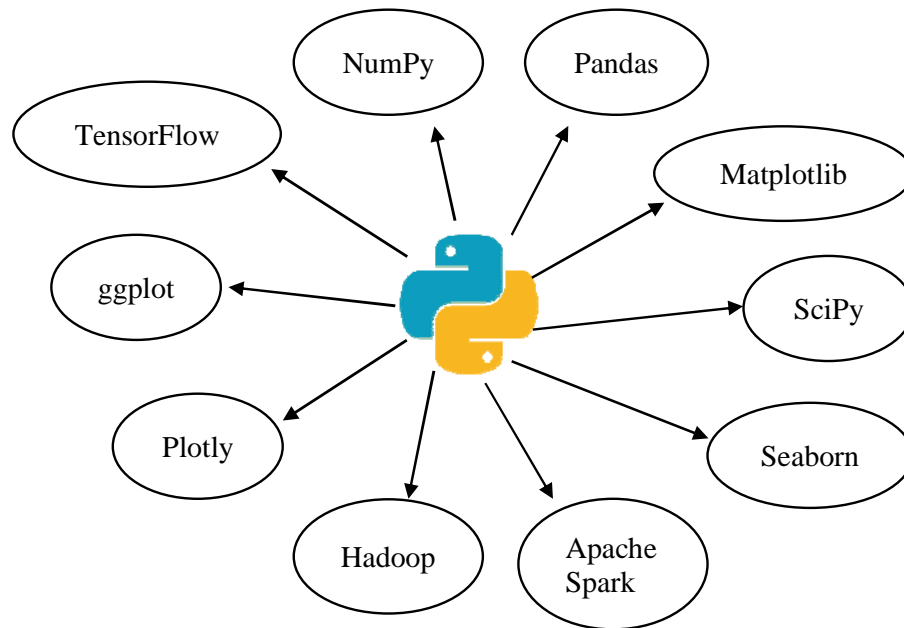 NumPy
Pandas
TensorFlow
Matplotlib
ggplot
SciPy
Plotly
Seaborn
Hadoop
Apache
Spark